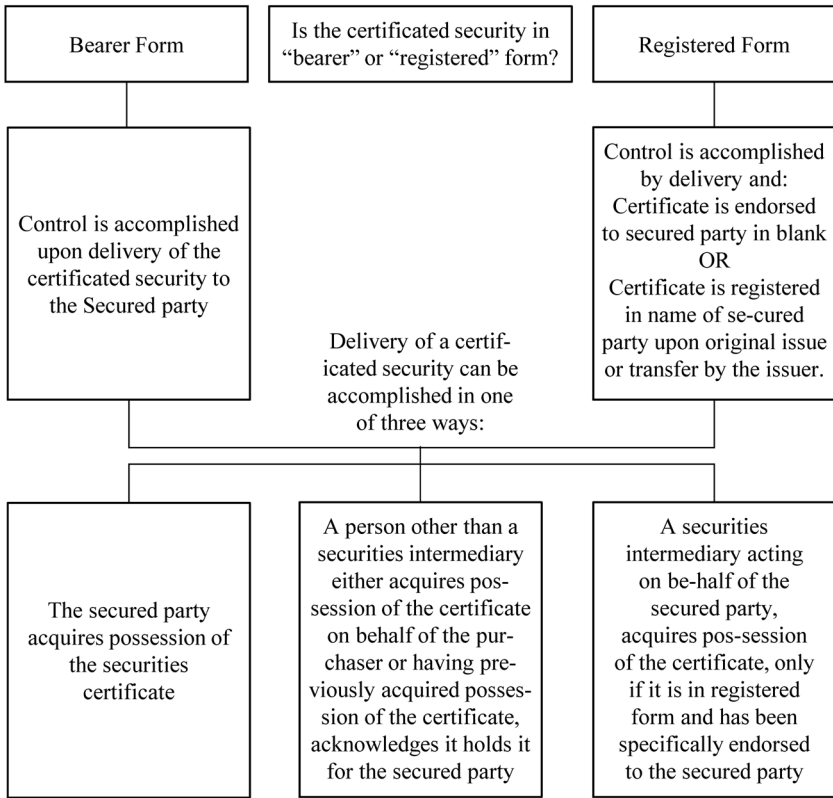 Bearer Form
Is the certificated security in
“bearer” or “registered” form?
Registered Form
Control is accomplished
upon delivery of the
certificated security to
the Secured party
Control is accomplished
by delivery and:
Certificate is endorsed
to secured party in blank
OR
Certificate is registered
in name of se-cured
party upon original issue
or transfer by the issuer.
Delivery of a certif-
icated security can be
accomplished in one
of three ways:
The secured party
acquires possession of
the securities
certificate
A person other than a
securities intermediary
either acquires pos-
session of the certificate
on behalf of the pur-
chaser or having pre-
viously acquired posses-
sion of the certificate,
acknowledges it holds it
for the secured party
A securities
intermediary acting
on be-half of the
secured party,
acquires pos-session
of the certificate, only
if it is in registered
form and has been
specifically endorsed
to the secured party